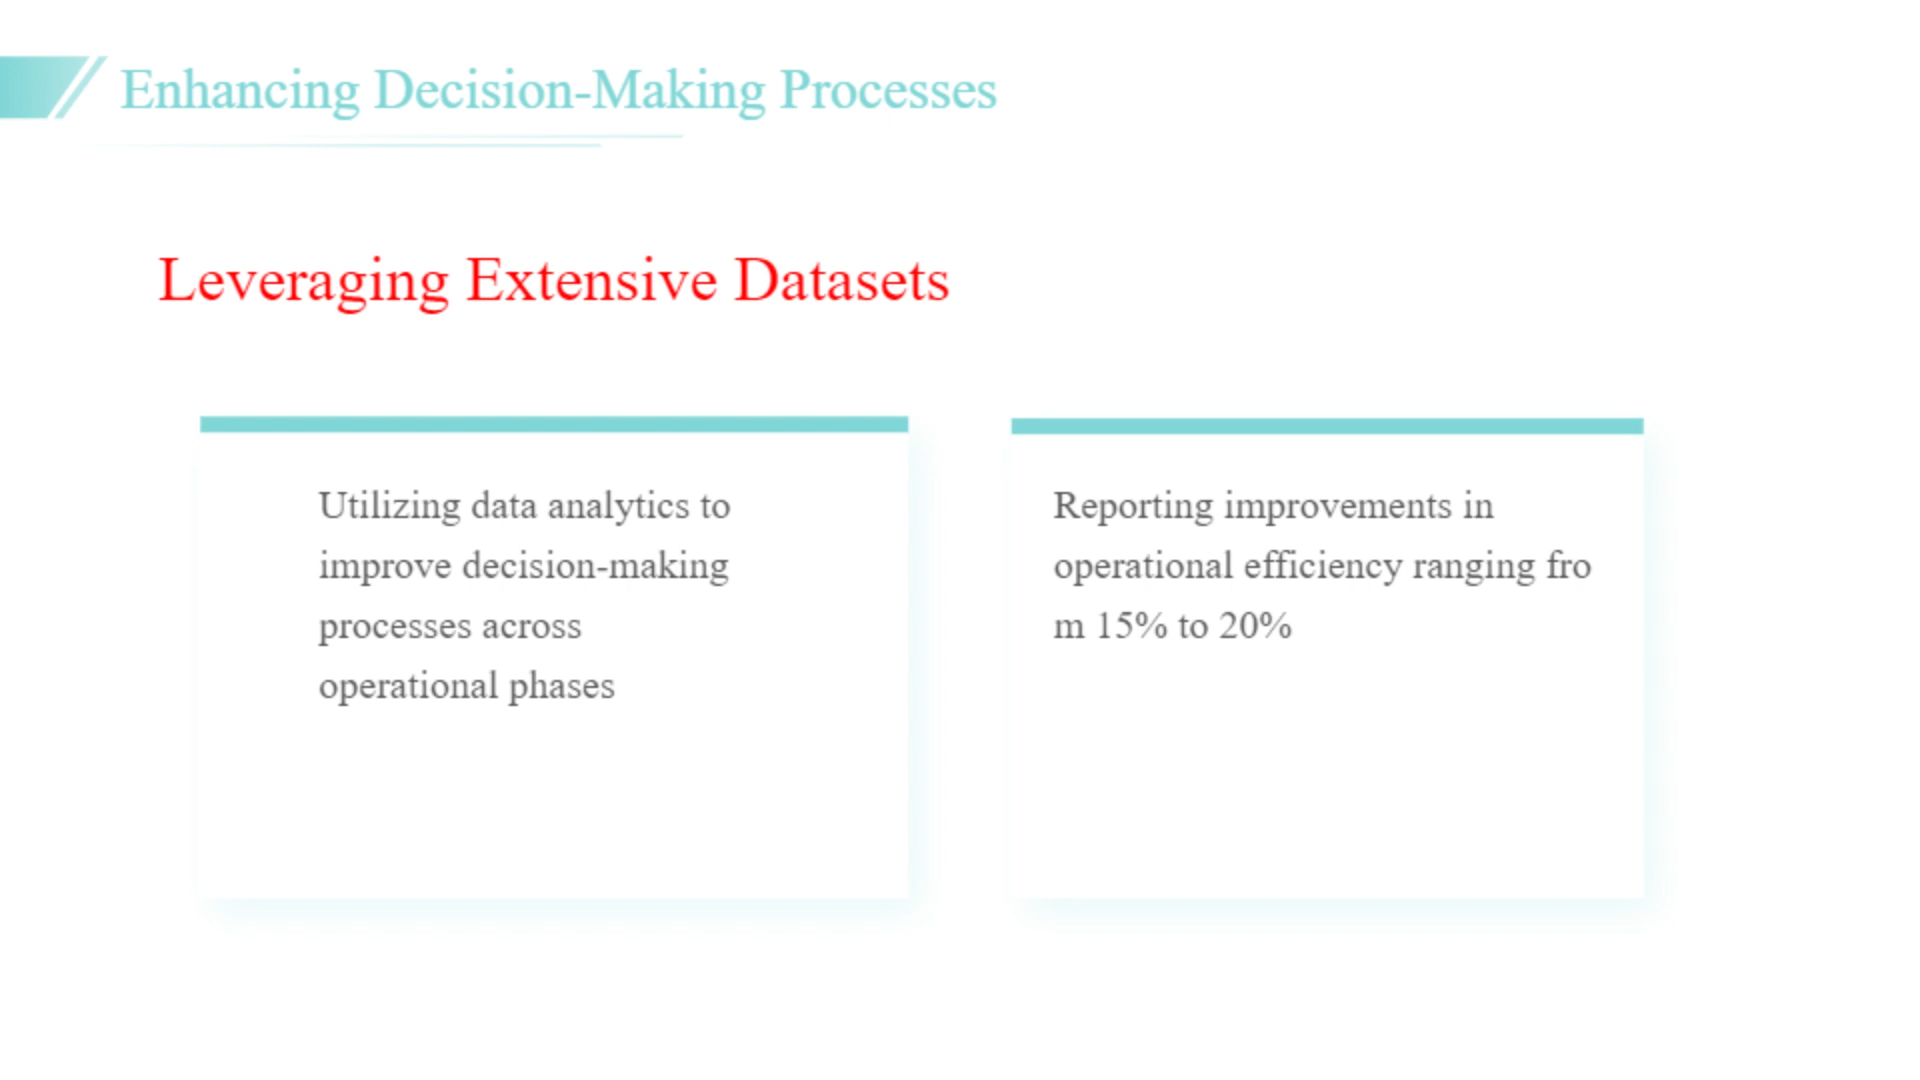 Enhancing Decision-Making Processes
Leveraging Extensive Datasets
Utilizing data analytics to
improve decision-making
processes across
operational phases
Reporting improvements in
operational efficiency ranging fro
m 15% to 20%